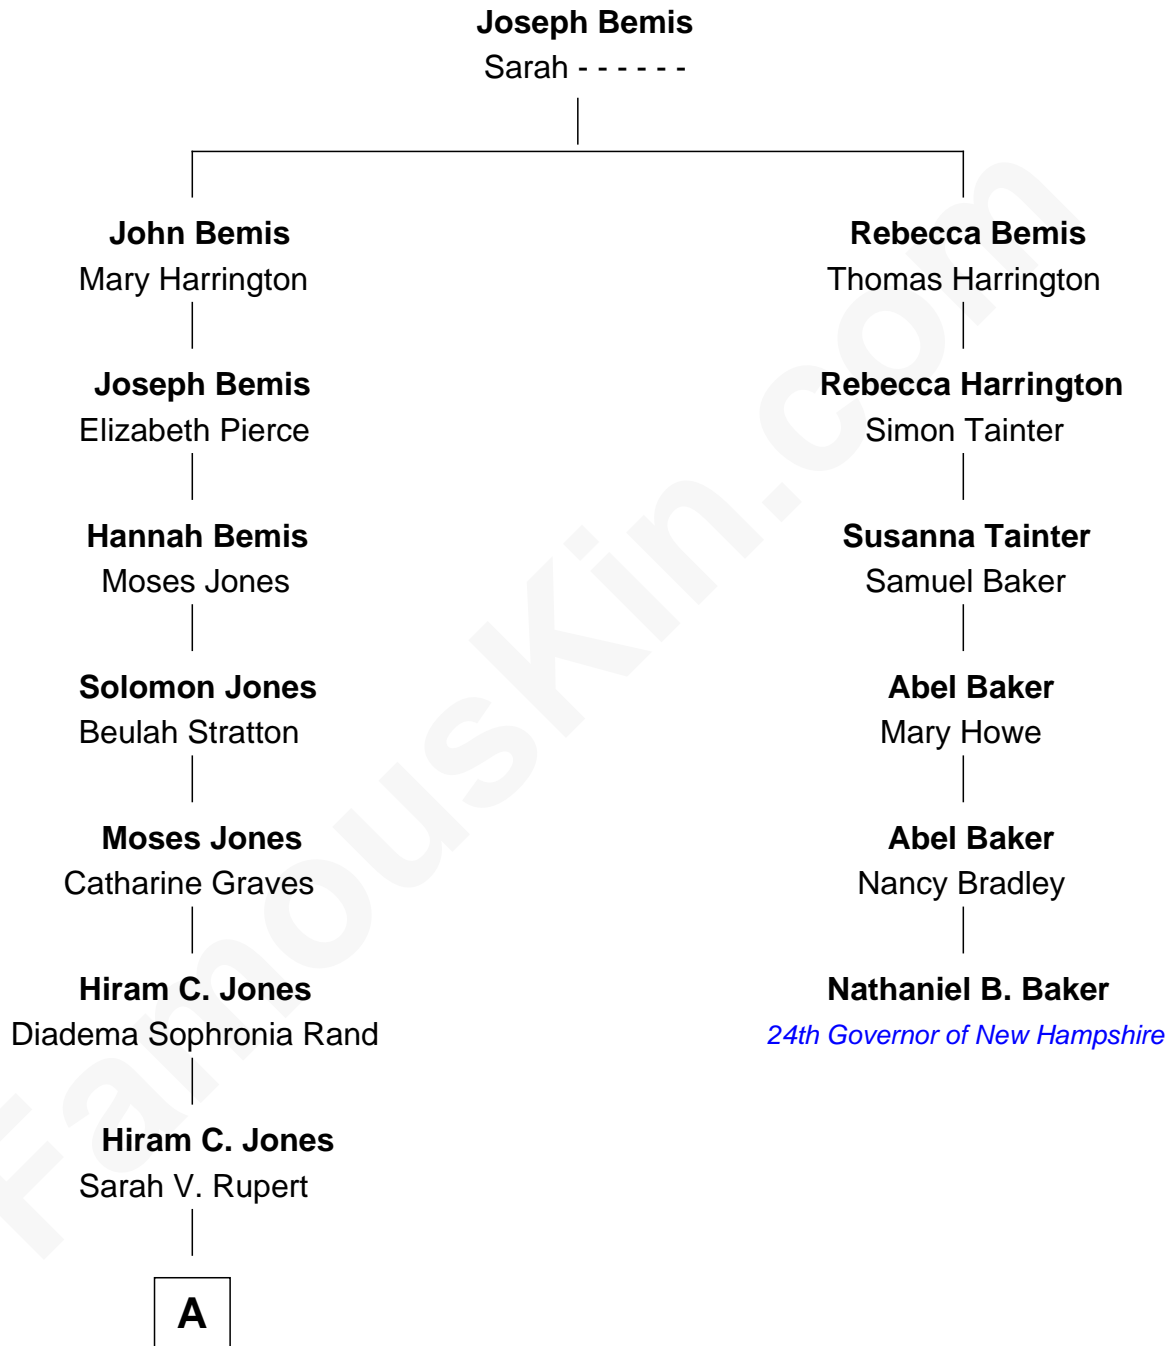 Joseph Bemis
Sarah - - - - - -
John Bemis
Mary Harrington
Rebecca Bemis
Thomas Harrington
Joseph Bemis
Elizabeth Pierce
Rebecca Harrington
Simon Tainter
Hannah Bemis
Moses Jones
Susanna Tainter
Samuel Baker
Solomon Jones
Beulah Stratton
Abel Baker
Mary Howe
Moses Jones
Catharine Graves
Abel Baker
Nancy Bradley
Hiram C. Jones
Diadema Sophronia Rand
Nathaniel B. Baker
24th Governor of New Hampshire
Hiram C. Jones
Sarah V. Rupert
A
FamousKin.com